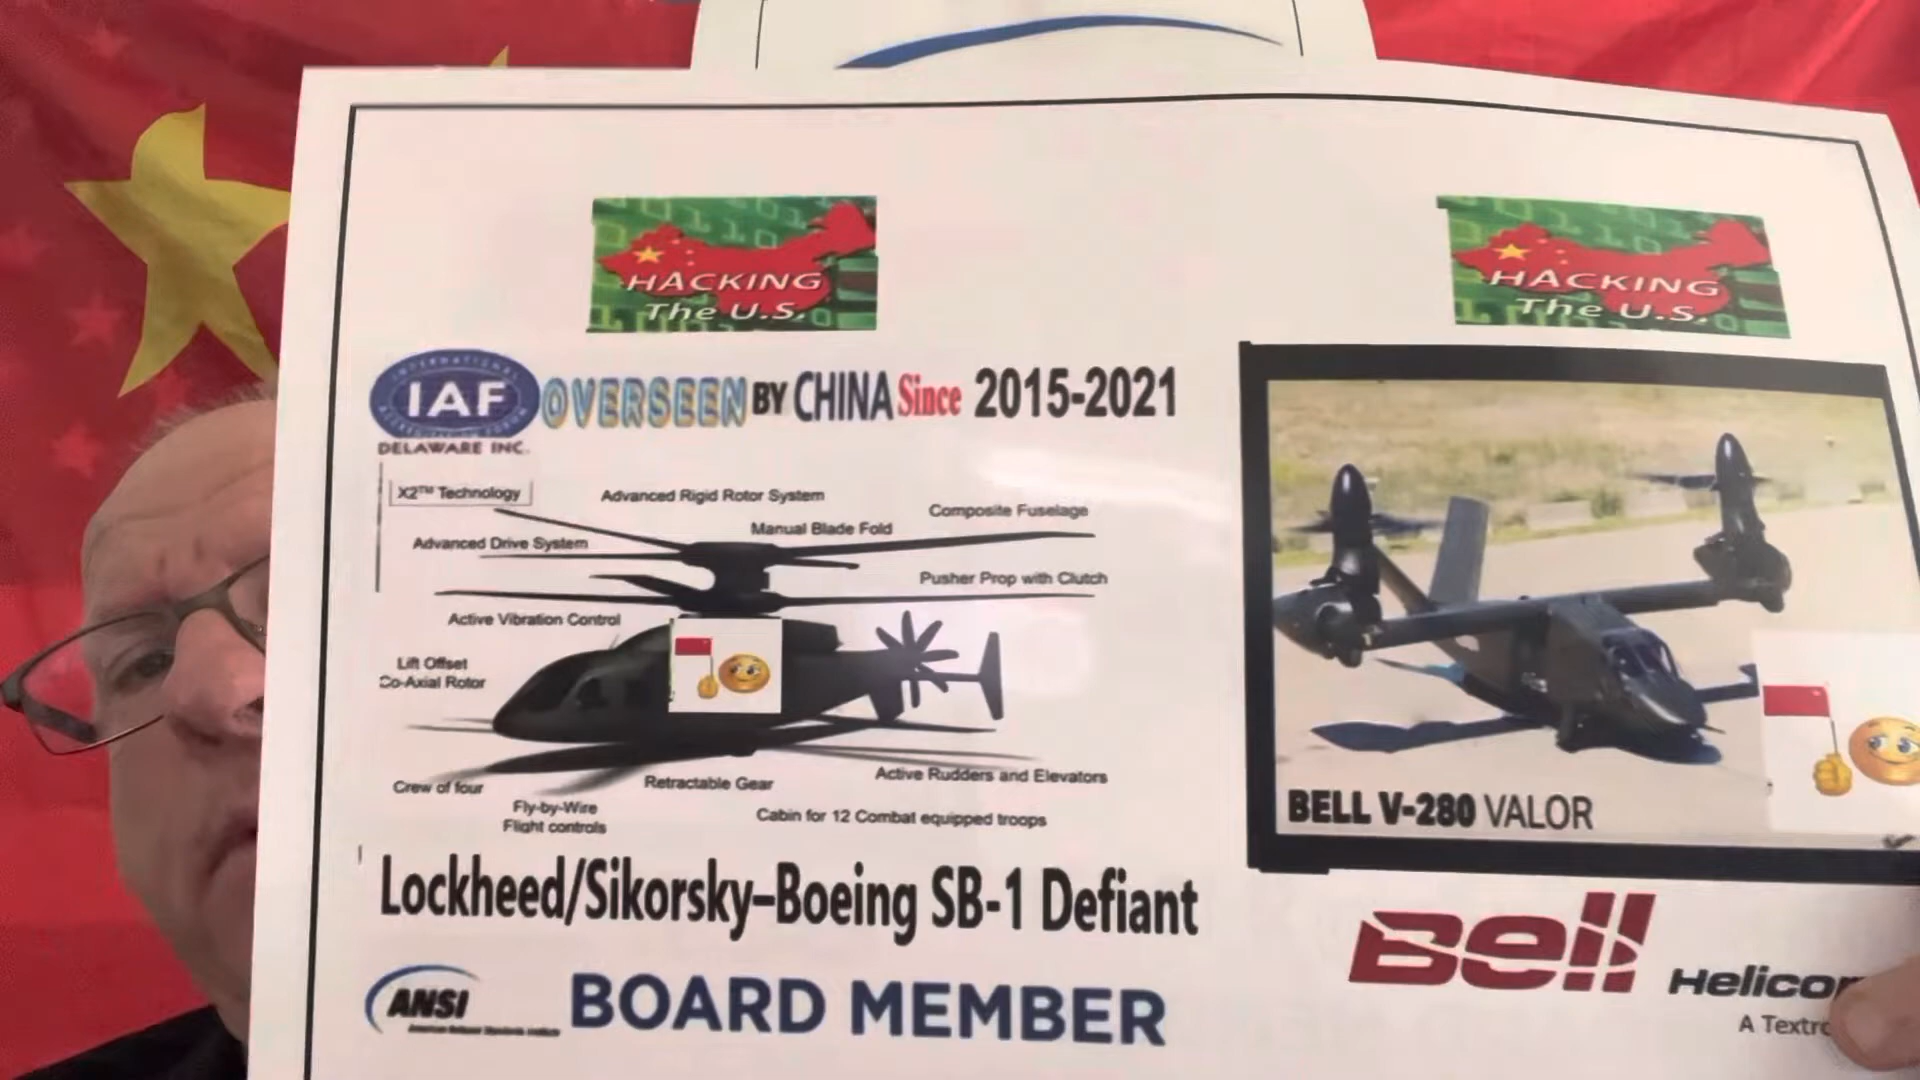 HACKING
The U.S.
HACKING
The U.S.
IAF
DELAWARE INC.
OVERSEEN BY CHINA Since 2015-2021
X2™ Technology
Advanced Rigid Rotor System
Composite Fuselage
Manual Blade Fold
Advanced Drive System
Pusher Prop with Clutch
Active Vibration Control
Lift Offset
Co-Axial Rotor
Crew of four
Retractable Gear
Active Rudders and Elevators
Fly-by-Wire
Flight controls
Cabin for 12 Combat equipped troops
BELL V-280 VALOR
Lockheed/Sikorsky–Boeing SB-1 Defiant
Bell
ANSI
BOARD MEMBER
A